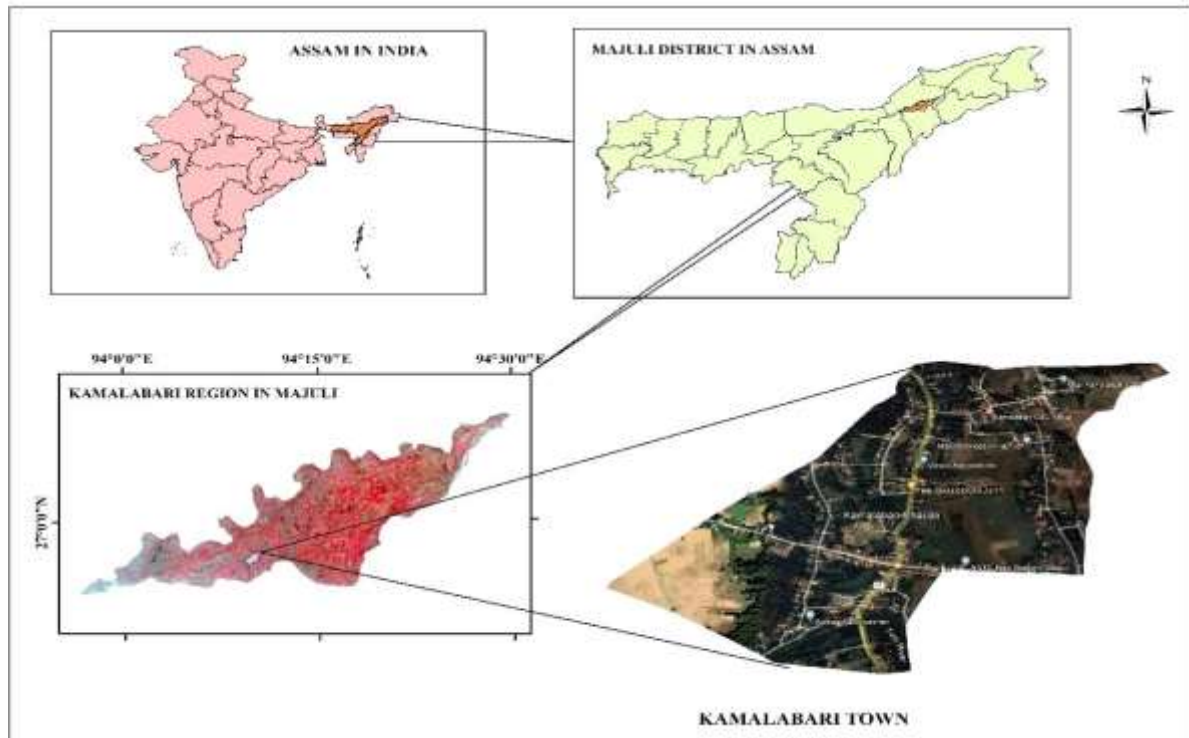 ASSAM IN INDIA
MAJULI DISTRICT IN ASSAM
N
94°0'0"E
94°15'0"E
94°30'0"E
KAMALABARI REGION IN MAJULI
27°0'0"N
KAMALABARI TOWN